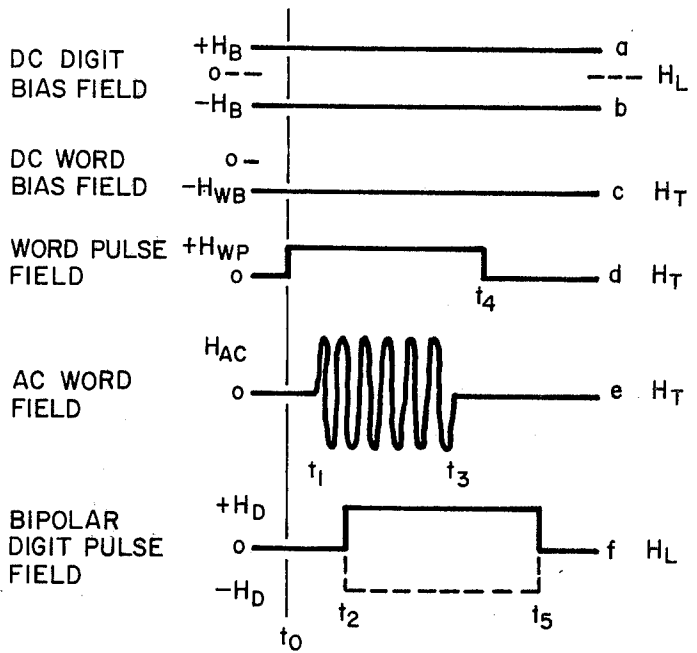 DC DIGIT
BIAS FIELD
+HB
o
-HB
a
HL
b
DC WORD
BIAS FIELD
o
-HWB
c HT
WORD PULSE
FIELD
+HWP
o
t4
d HT
AC WORD
FIELD
HAC
o
t1
t3
e HT
BIPOLAR
DIGIT PULSE
FIELD
+HD
o
-HD
t2
t5
f HL
to